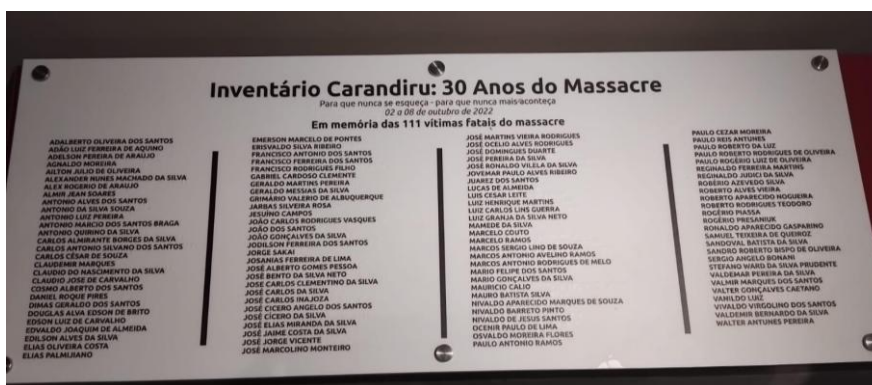 Inventário Carandiru: 30 Anos do Massacre
Para que nunca se esqueça - para que nunca mais aconteça
02 a 08 de outubro de 2022
Em memória das 111 vítimas fatais do massacre
ADALBERTO OLIVEIRA DOS SANTOS
ADÃO LUIZ FERREIRA DE AQUINO
ADELSON PEREIRA DE ARAUJO
AGNALDO MOREIRA
AILTON JULIO DE OLIVEIRA
ALEXANDER NUNES MACHADO DA SILVA
ALEX ROGERIO DE ARAUJO
ALMIR JEAN SOARES
ANTONIO ALVES DOS SANTOS
ANTONIO DA SILVA SOUZA
ANTONIO LUIZ PEREIRA
ANTONIO MARCIO DOS SANTOS BRAGA
ANTONIO QUIRINO DA SILVA
CARLOS ALMIRANTE BORGES DA SILVA
CARLOS ANTONIO SILVANO DOS SANTOS
CARLOS CÉSAR DE SOUZA
CLAUDEMIR MARQUES
CLAUDIO DO NASCIMENTO DA SILVA
CLAUDIO JOSE DE CARVALHO
COSMO ALBERTO DOS SANTOS
DANIEL ROQUE PIRES
DIMAS GERALDO DOS SANTOS
DOUGLAS ALVA EDSON DE BRITO
EDSON LUIZ DE CARVALHO
EDVALDO JOAQUIM DE ALMEIDA
EDILSON ALVES DA SILVA
ELIAS OLIVEIRA COSTA
ELIAS PALMIJIANO
EMERSON MARCELO DE PONTES
ERISVALDO SILVA RIBEIRO
FRANCISCO ANTONIO DOS SANTOS
FRANCISCO FERREIRA DOS SANTOS
FRANCISCO RODRIGUES FILHO
GABRIEL CARDOSO CLEMENTE
GERALDO MARTINS PEREIRA
GERALDO MESSIAS DA SILVA
GRIMÁRIO VALERIO DE ALBUQUERQUE
JARBAS SILVEIRA ROSA
JESUÍNO CAMPOS
JOÃO CARLOS RODRIGUES VASQUES
JOÃO DOS SANTOS
JOÃO GONÇALVES DA SILVA
JODILSON FERREIRA DOS SANTOS
JORGE SAKAI
JOSANIAS FERREIRA DE LIMA
JOSÉ ALBERTO GOMES PESSOA
JOSÉ BENTO DA SILVA NETO
JOSÉ CARLOS CLEMENTINO DA SILVA
JOSÉ CARLOS DA SILVA
JOSÉ CARLOS INAJOZA
JOSÉ CICERO ANGELO DOS SANTOS
JOSÉ CICERO DA SILVA
JOSÉ ELIAS MIRANDA DA SILVA
JOSÉ JAIME COSTA DA SILVA
JOSÉ JORGE VICENTE
JOSÉ MARCOLINO MONTEIRO
JOSÉ MARTINS VIEIRA RODRIGUES
JOSÉ OCELIO ALVES RODRIGUES
JOSÉ DOMINGUES DUARTE
JOSÉ PEREIRA DA SILVA
JOSÉ RONALDO VILELA DA SILVA
JOVEMAR PAULO ALVES RIBEIRO
JUAREZ DOS SANTOS
LUCAS DE ALMEIDA
LUIS CESAR LEITE
LUIZ HENRIQUE MARTINS
LUIZ CARLOS LINS GUERRA
LUIZ GRANJA DA SILVA NETO
MAMEDE DA SILVA
MARCELO COUTO
MARCELO RAMOS
MARCOS SERGIO LINO DE SOUZA
MARCOS ANTONIO AVELINO RAMOS
MARCOS ANTONIO RODRIGUES DE MELO
MARIO FELIPE DOS SANTOS
MARIO GONÇALVES DA SILVA
MAURICIO CALIO
MAURO BATISTA SILVA
NIVALDO APARECIDO MARQUES DE SOUZA
NIVALDO BARRETO PINTO
NIVALDO DE JESUS SANTOS
OCENIR PAULO DE LIMA
OSVALDO MOREIRA FLORES
PAULO ANTONIO RAMOS
PAULO CEZAR MOREIRA
PAULO REIS ANTUNES
PAULO ROBERTO DA LUZ
PAULO ROBERTO RODRIGUES DE OLIVEIRA
PAULO ROGÉRIO LUIZ DE OLIVEIRA
REGINALDO FERREIRA MARTINS
REGINALDO JUDICI DA SILVA
ROBÉRIO AZEVEDO SILVA
ROBERTO ALVES VIEIRA
ROBERTO APARECIDO NOGUEIRA
ROBERTO RODRIGUES TEODORO
ROGÉRIO PIASSA
ROGÉRIO PRESANIUK
RONALDO APARECIDO GASPARINO
SAMUEL TEIXEIRA DE QUEIROZ
SANDOVAL BATISTA DA SILVA
SANDRO ROBERTO BISPO DE OLIVEIRA
SERGIO ANGELO BONANI
STEFANO WARD DA SILVA PRUDENTE
VALDEMAR PEREIRA DA SILVA
VALMIR MARQUES DOS SANTOS
VALTER GONÇALVES CAETANO
VANILDO LUIZ
VIVALDO VIRGOLINO DOS SANTOS
VALDEMIR BERNARDO DA SILVA
WALTER ANTUNES PEREIRA